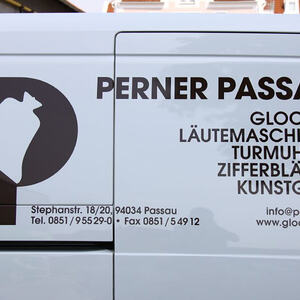 PERNER PASSA
GLOC
LÄUTEMASCHE
TURMUH
ZIFFERBLÄ
KUNSTG
Stephanstr. 18/20, 94034 Passau
Tel. 0851/95529-0 • Fax 0851/54912
info@p
www.gloc